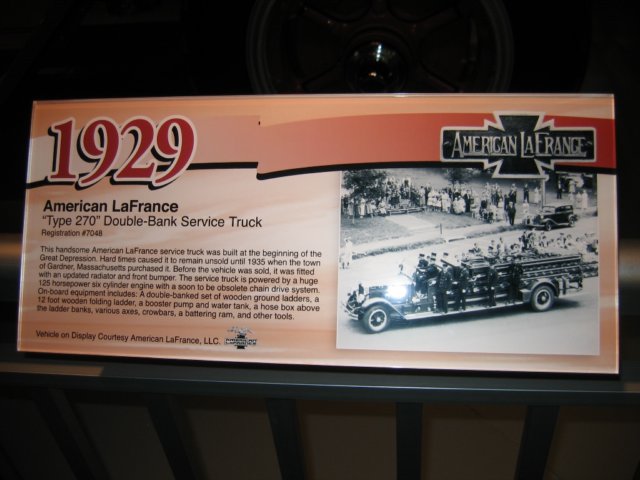 1929
AMERICAN LAFRANCE
American LaFrance
"Type 270" Double-Bank Service Truck
Registration #7048
This handsome American LaFrance service truck was built at the beginning of the
Great Depression. Hard times caused it to remain unsold until 1935 when the town
of Gardner, Massachusetts purchased it. Before the vehicle was sold, it was fitted
with an updated radiator and front bumper. The service truck is powered by a huge
125 horsepower six cylinder engine with a soon to be obsolete chain drive system.
On-board equipment includes: A double-banked set of wooden ground ladders, a
12 foot wooden folding ladder, a booster pump and water tank, a hose box above
the ladder banks, various axes, crowbars, a battering ram, and other tools.
Vehicle on Display Courtesy American LaFrance, LLC.
AMERICAN LAFRANCE